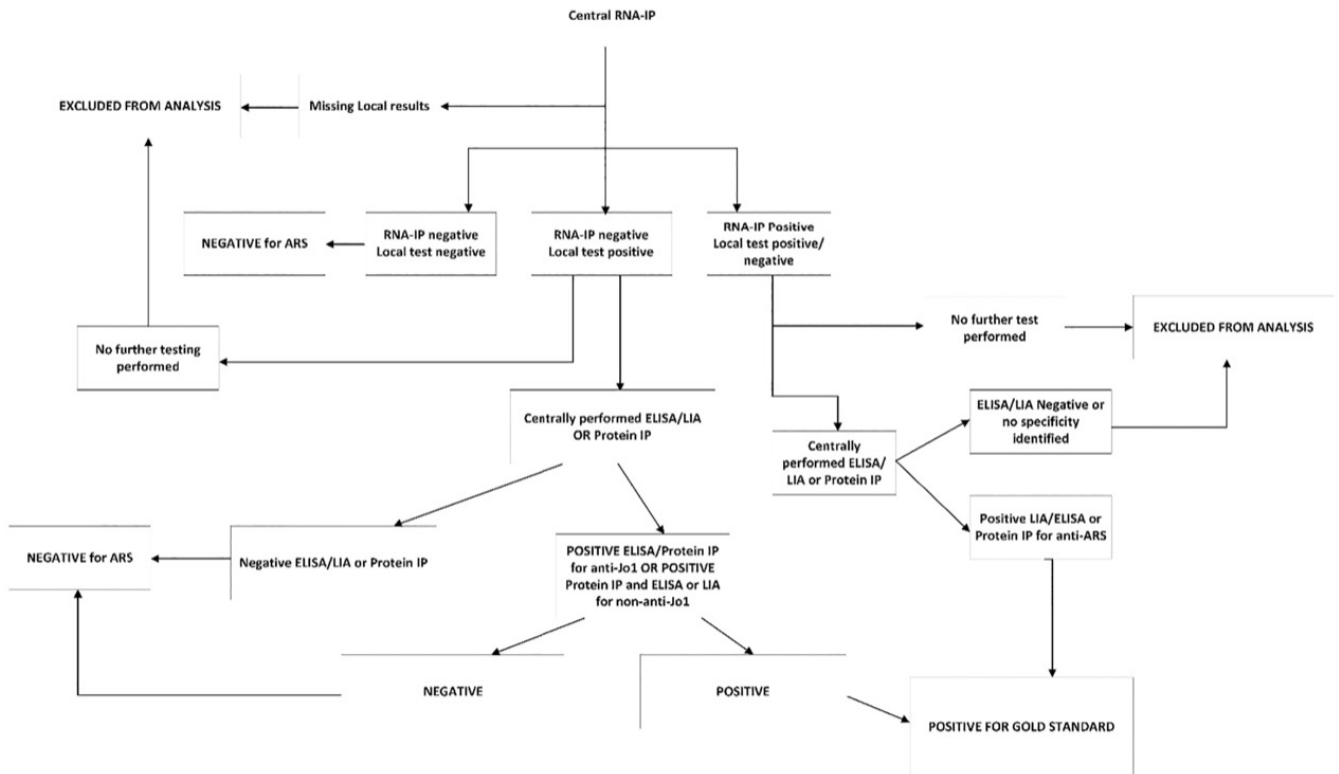 Central RNA-IP
EXCLUDED FROM ANALYSIS
Missing Local results
NEGATIVE for ARS
RNA-IP negative
Local test negative
RNA-IP negative
Local test positive
RNA-IP Positive
Local test positive/
negative
No further testing
performed
No further test
performed
EXCLUDED FROM ANALYSIS
Centrally performed ELISA/LIA
OR Protein IP
Centrally
performed ELISA/
LIA or Protein IP
ELISA/LIA Negative or
no specificity
identified
Positive LIA/ELISA or
Protein IP for anti-ARS
NEGATIVE for ARS
Negative ELISA/LIA or Protein IP
POSITIVE ELISA/Protein IP
for anti-Jo1 OR POSITIVE
Protein IP and ELISA or LIA
for non-anti-Jo1
NEGATIVE
POSITIVE
POSITIVE FOR GOLD STANDARD